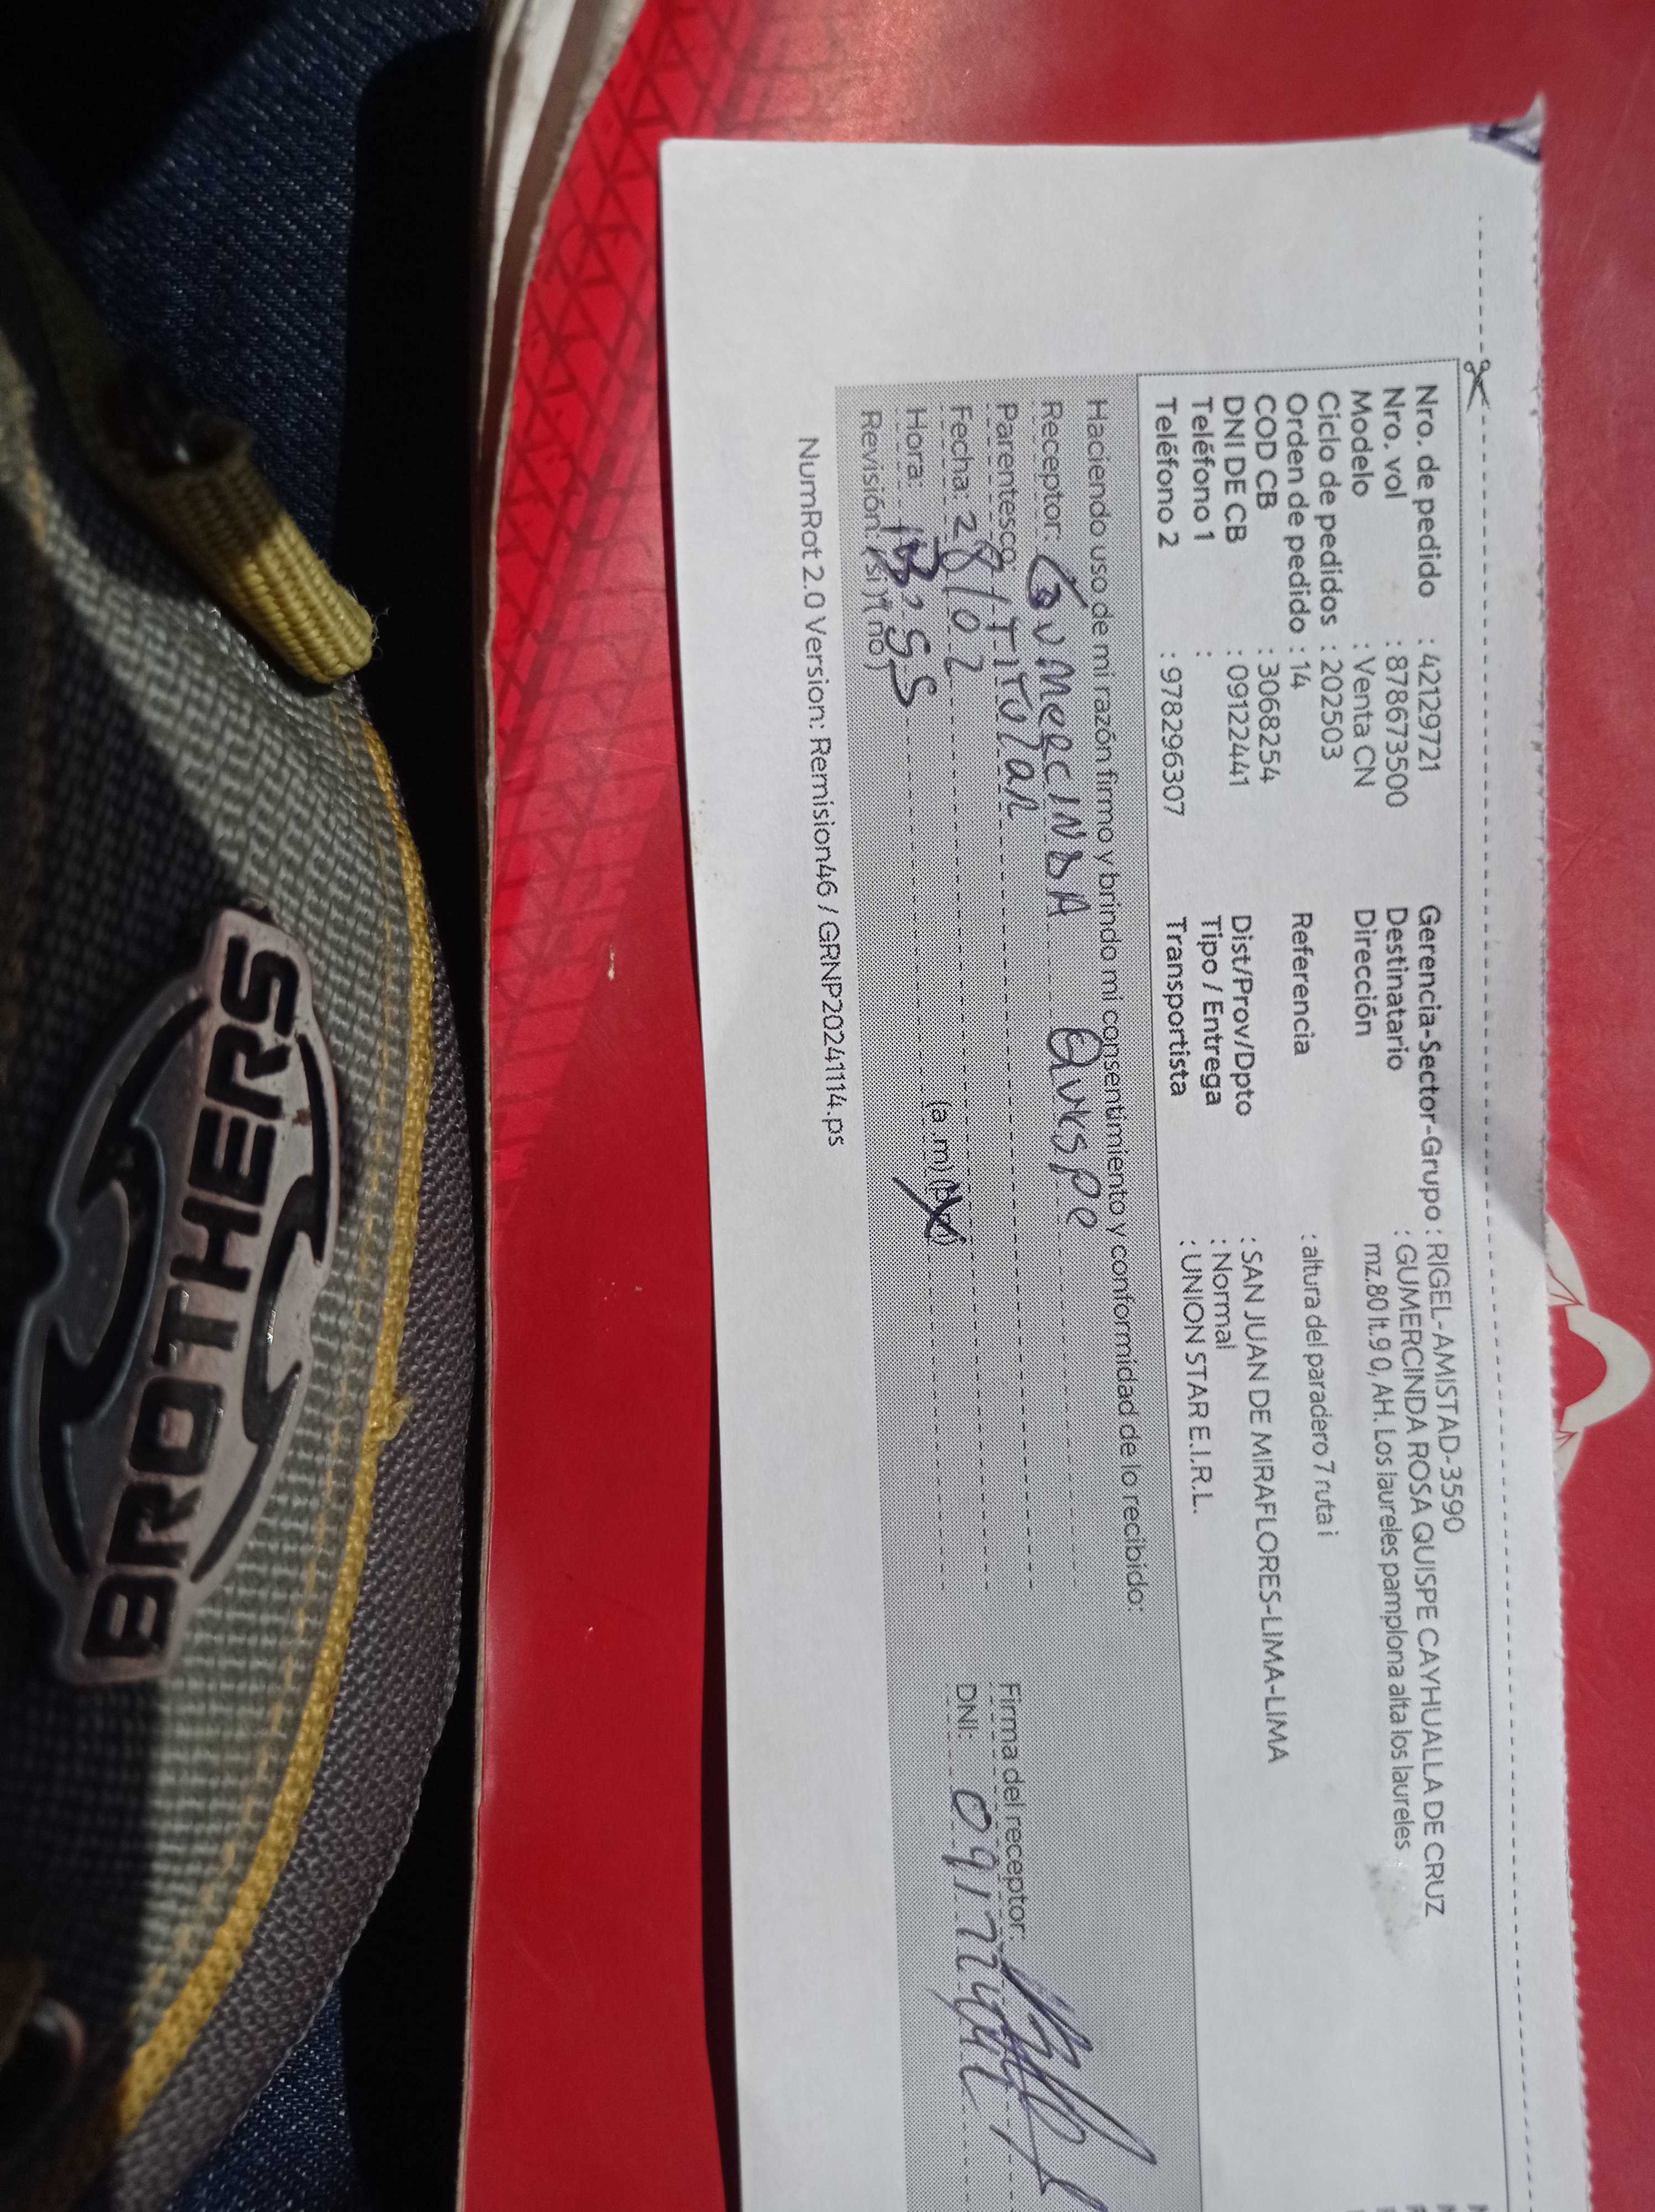 Nro. de pedido : 42129721
Nro. vol : 878673500
Modelo : Venta CN
Ciclo de pedidos : 202503
Orden de pedido : 14
COD CB : 3068254
DNI DE CB : 09122441
Teléfono 1 :
Teléfono 2 : 978296307
Gerencia-Sector-Grupo : RIGEL-AMISTAD-3590
Destinatario : GUMERCINDA ROSA QUISPE CAYHUALLA DE CRUZ
Dirección mz.80 lt.9 0, AH. Los laureles pamplona alta los laureles
Referencia : altura del paradero 7 ruta i
Dist/Prov/Dpto : SAN JUAN DE MIRAFLORES-LIMA-LIMA
Tipo / Entrega : Normal
Transportista : UNION STAR E.I.R.L.
Haciendo uso de mi razón firmo y brindo mi consentimiento y conformidad de lo recibido:
Receptor: Quispe
Parentesco: TITULAR
Fecha: 28/02
Hora: (a.m) (p.m)
Revisión: (si) (no)
Firma del receptor:
DNI:
NumRot 2.0 Version: Remision46 / GRNP20241114.ps
BROTHERS